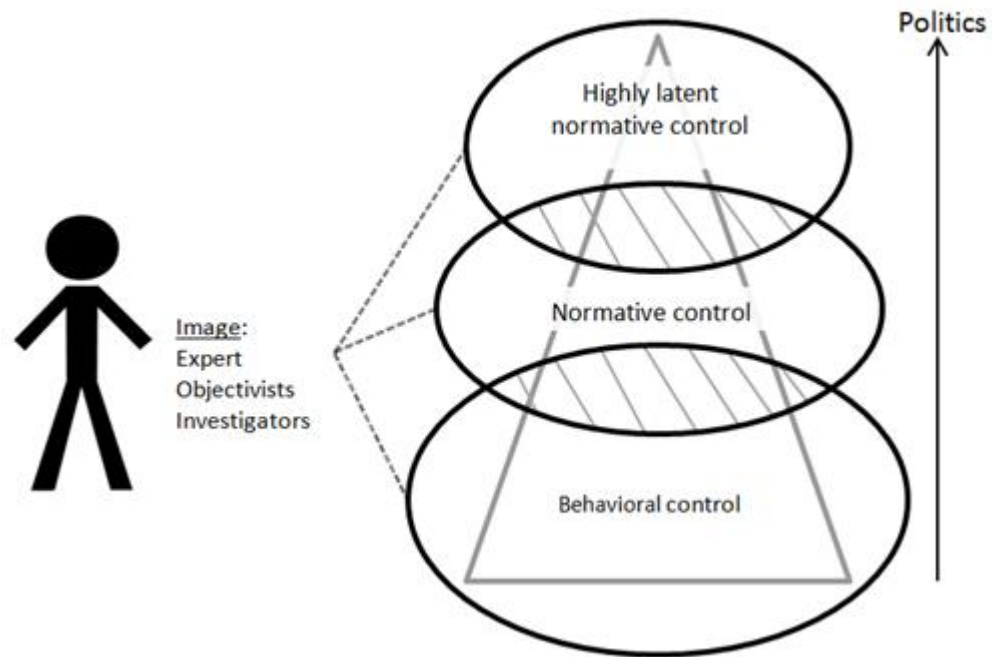 Politics
Highly latent
normative control
Image:
Expert
Objectivists
Investigators
Normative control
Behavioral control